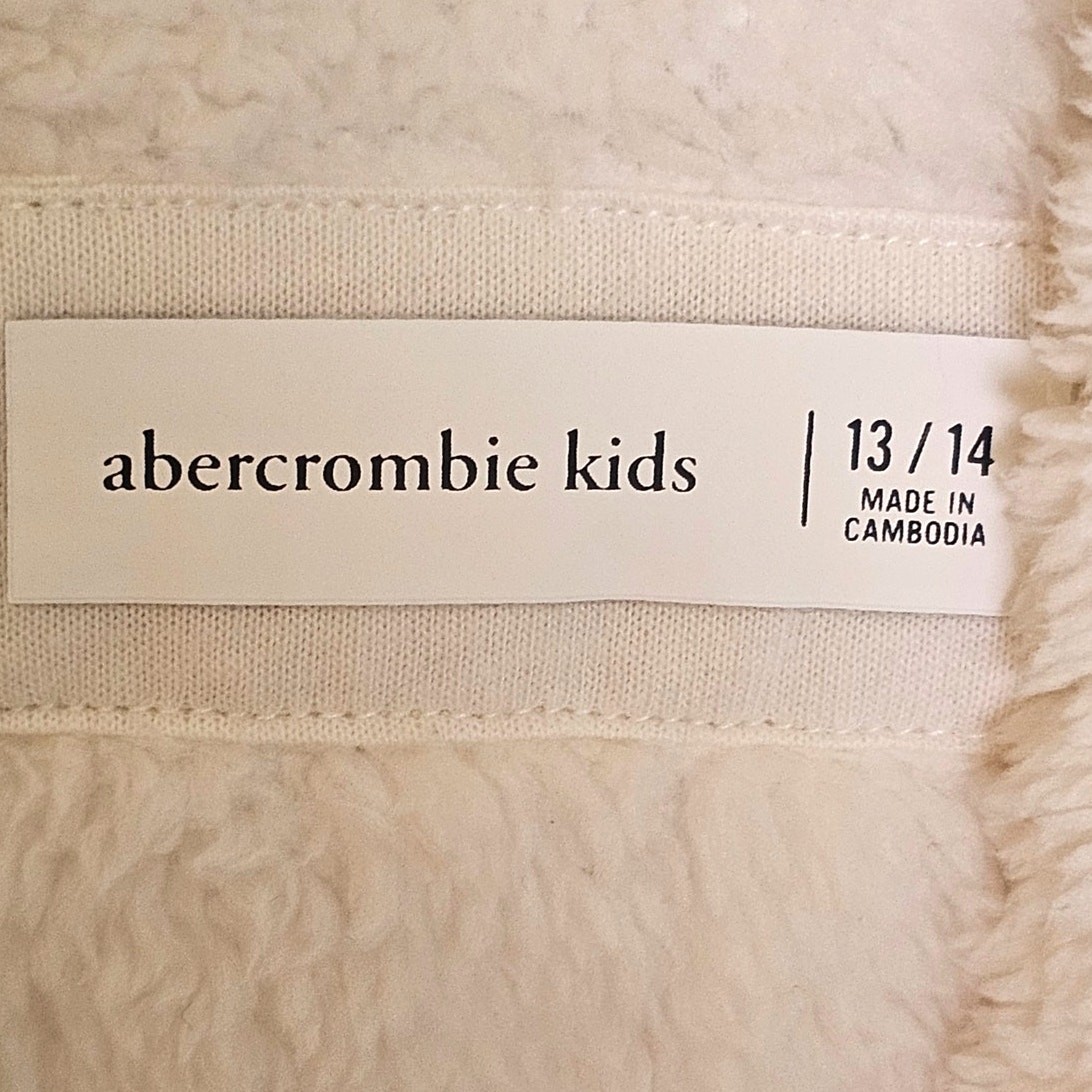 abercrombie kids
13 / 14
MADE IN
CAMBODIA